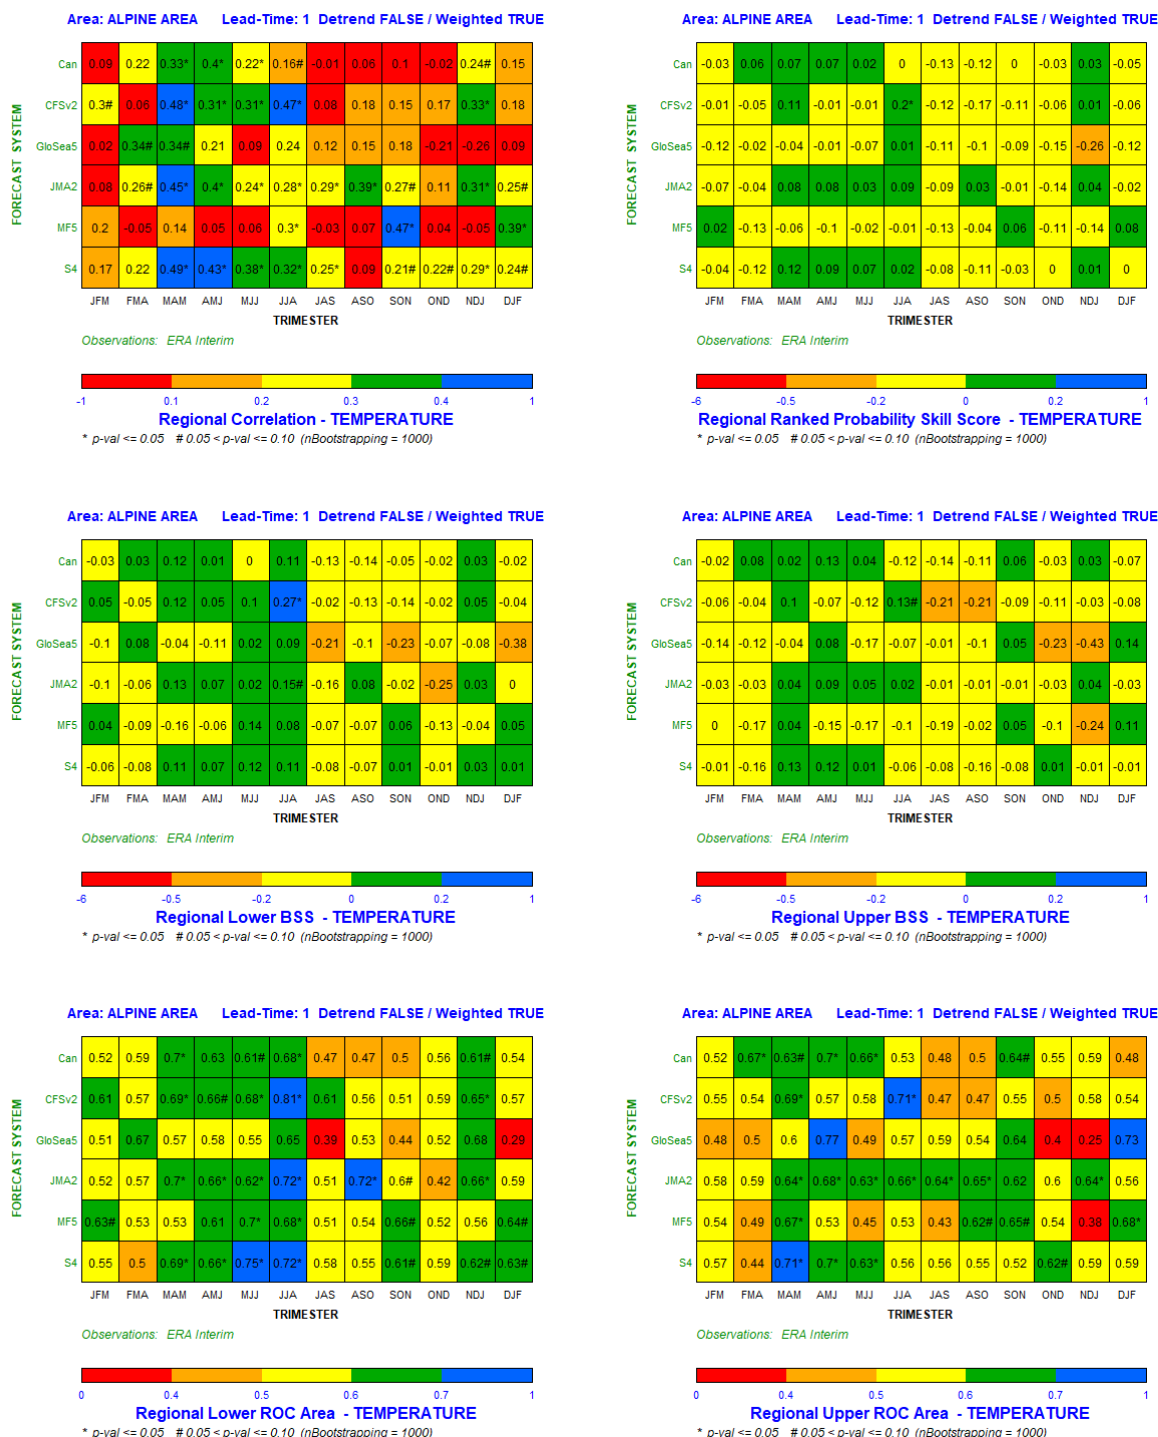 Area: ALPINE AREA Lead-Time: 1 Detrend FALSE / Weighted TRUE
FORECAST SYSTEM
Can 0.09 0.22 0.33* 0.4* 0.22* 0.16# -0.01 0.06 0.1 -0.02 0.24# 0.15
CFSv2 0.3# 0.06 0.48* 0.31* 0.31* 0.47* 0.08 0.18 0.15 0.17 0.33* 0.18
GloSea5 0.02 0.34# 0.34# 0.21 0.09 0.24 0.12 0.15 0.18 -0.21 -0.26 0.09
JMA2 0.08 0.26# 0.45* 0.4* 0.24* 0.28* 0.29* 0.39* 0.27# 0.11 0.31* 0.25#
MF5 0.2 -0.05 0.14 0.05 0.06 0.3* -0.03 0.07 0.47* 0.04 -0.05 0.39*
S4 0.17 0.22 0.49* 0.43* 0.38* 0.32* 0.25* 0.09 0.21# 0.22# 0.29* 0.24#
JFM FMA MAM AMJ MJJ JJA JAS ASO SON OND NDJ DJF
TRIMESTER
Observations: ERA Interim
-1 0.1 0.2 0.3 0.4 1
Regional Correlation - TEMPERATURE
* p-val <= 0.05 # 0.05 < p-val <= 0.10 (nBootstrapping = 1000)
Area: ALPINE AREA Lead-Time: 1 Detrend FALSE / Weighted TRUE
FORECAST SYSTEM
Can -0.03 0.06 0.07 0.07 0.02 0 -0.13 -0.12 0 -0.03 0.03 -0.05
CFSv2 -0.01 -0.05 0.11 -0.01 -0.01 0.2* -0.12 -0.17 -0.11 -0.06 0.01 -0.06
GloSea5 -0.12 -0.02 -0.04 -0.01 -0.07 0.01 -0.11 -0.1 -0.09 -0.15 -0.26 -0.12
JMA2 -0.07 -0.04 0.08 0.08 0.03 0.09 -0.09 0.03 -0.01 -0.14 0.04 -0.02
MF5 0.02 -0.13 -0.06 -0.1 -0.02 -0.01 -0.13 -0.04 0.06 -0.11 -0.14 0.08
S4 -0.04 -0.12 0.12 0.09 0.07 0.02 -0.08 -0.11 -0.03 0 0.01 0
JFM FMA MAM AMJ MJJ JJA JAS ASO SON OND NDJ DJF
TRIMESTER
Observations: ERA Interim
-6 -0.5 -0.2 0 0.2 1
Regional Ranked Probability Skill Score - TEMPERATURE
* p-val <= 0.05 # 0.05 < p-val <= 0.10 (nBootstrapping = 1000)
Area: ALPINE AREA Lead-Time: 1 Detrend FALSE / Weighted TRUE
FORECAST SYSTEM
Can -0.03 0.03 0.12 0.01 0 0.11 -0.13 -0.14 -0.05 -0.02 0.03 -0.02
CFSv2 0.05 -0.05 0.12 0.05 0.1 0.27* -0.02 -0.13 -0.14 -0.02 0.05 -0.04
GloSea5 -0.1 0.08 -0.04 -0.11 0.02 0.09 -0.21 -0.1 -0.23 -0.07 -0.08 -0.38
JMA2 -0.1 -0.06 0.13 0.07 0.02 0.15# -0.16 0.08 -0.02 -0.25 0.03 0
MF5 0.04 -0.09 -0.16 -0.06 0.14 0.08 -0.07 -0.07 0.06 -0.13 -0.04 0.05
S4 -0.06 -0.08 0.11 0.07 0.12 0.11 -0.08 -0.07 0.01 -0.01 0.03 0.01
JFM FMA MAM AMJ MJJ JJA JAS ASO SON OND NDJ DJF
TRIMESTER
Observations: ERA Interim
-6 -0.5 -0.2 0 0.2 1
Regional Lower BSS - TEMPERATURE
* p-val <= 0.05 # 0.05 < p-val <= 0.10 (nBootstrapping = 1000)
Area: ALPINE AREA Lead-Time: 1 Detrend FALSE / Weighted TRUE
FORECAST SYSTEM
Can -0.02 0.08 0.02 0.13 0.04 -0.12 -0.14 -0.11 0.06 -0.03 0.03 -0.07
CFSv2 -0.06 -0.04 0.1 -0.07 -0.12 0.13# -0.21 -0.21 -0.09 -0.11 -0.03 -0.08
GloSea5 -0.14 -0.12 -0.04 0.08 -0.17 -0.07 -0.01 -0.1 0.05 -0.23 -0.43 0.14
JMA2 -0.03 -0.03 0.04 0.09 0.05 0.02 -0.01 -0.01 -0.01 -0.03 0.04 -0.03
MF5 0 -0.17 0.04 -0.15 -0.17 -0.1 -0.19 -0.02 0.05 -0.1 -0.24 0.11
S4 -0.01 -0.16 0.13 0.12 0.01 -0.06 -0.08 -0.16 -0.08 0.01 -0.01 -0.01
JFM FMA MAM AMJ MJJ JJA JAS ASO SON OND NDJ DJF
TRIMESTER
Observations: ERA Interim
-6 -0.5 -0.2 0 0.2 1
Regional Upper BSS - TEMPERATURE
* p-val <= 0.05 # 0.05 < p-val <= 0.10 (nBootstrapping = 1000)
Area: ALPINE AREA Lead-Time: 1 Detrend FALSE / Weighted TRUE
FORECAST SYSTEM
Can 0.52 0.59 0.7* 0.63 0.61# 0.68* 0.47 0.47 0.5 0.56 0.61# 0.54
CFSv2 0.61 0.57 0.69* 0.66# 0.68* 0.81* 0.61 0.56 0.51 0.59 0.65* 0.57
GloSea5 0.51 0.67 0.57 0.58 0.55 0.65 0.39 0.53 0.44 0.52 0.68 0.29
JMA2 0.52 0.57 0.7* 0.66* 0.62* 0.72* 0.51 0.72* 0.6# 0.42 0.66* 0.59
MF5 0.63# 0.53 0.53 0.61 0.7* 0.68* 0.51 0.54 0.66# 0.52 0.56 0.64#
S4 0.55 0.5 0.69* 0.66* 0.75* 0.72* 0.58 0.55 0.61# 0.59 0.62# 0.63#
JFM FMA MAM AMJ MJJ JJA JAS ASO SON OND NDJ DJF
TRIMESTER
Observations: ERA Interim
0 0.4 0.5 0.6 0.7 1
Regional Lower ROC Area - TEMPERATURE
* p-val <= 0.05 # 0.05 < p-val <= 0.10 (nBootstrapping = 1000)
Area: ALPINE AREA Lead-Time: 1 Detrend FALSE / Weighted TRUE
FORECAST SYSTEM
Can 0.52 0.67* 0.63# 0.7* 0.66* 0.53 0.48 0.5 0.64# 0.55 0.59 0.48
CFSv2 0.55 0.54 0.69* 0.57 0.58 0.71* 0.47 0.47 0.55 0.5 0.58 0.54
GloSea5 0.48 0.5 0.6 0.77 0.49 0.57 0.59 0.54 0.64 0.4 0.25 0.73
JMA2 0.58 0.59 0.64* 0.68* 0.63* 0.66* 0.64* 0.65* 0.62 0.6 0.64* 0.56
MF5 0.54 0.49 0.67* 0.53 0.45 0.53 0.43 0.62# 0.65# 0.54 0.38 0.68*
S4 0.57 0.44 0.71* 0.7* 0.63* 0.56 0.56 0.55 0.52 0.62# 0.59 0.59
JFM FMA MAM AMJ MJJ JJA JAS ASO SON OND NDJ DJF
TRIMESTER
Observations: ERA Interim
0 0.4 0.5 0.6 0.7 1
Regional Upper ROC Area - TEMPERATURE
* p-val <= 0.05 # 0.05 < p-val <= 0.10 (nBootstrapping = 1000)